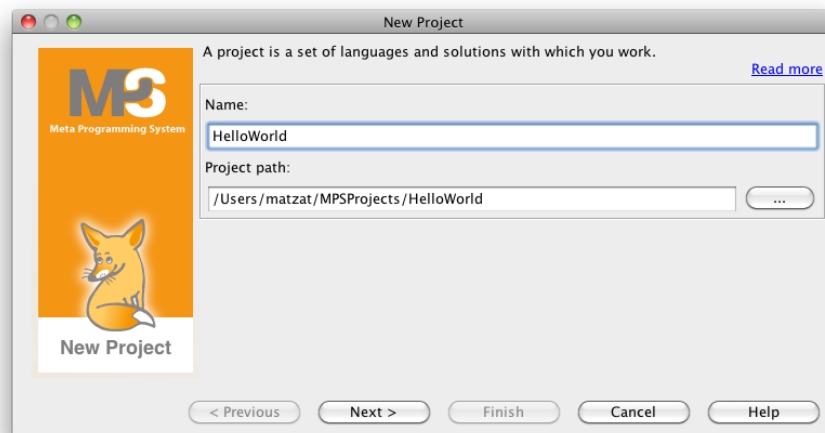 New Project
A project is a set of languages and solutions with which you work.
Read more
MPS
Meta Programming System
Name:
HelloWorld
Project path:
/Users/matzat/MPSProjects/HelloWorld
...
New Project
< Previous
Next >
Finish
Cancel
Help